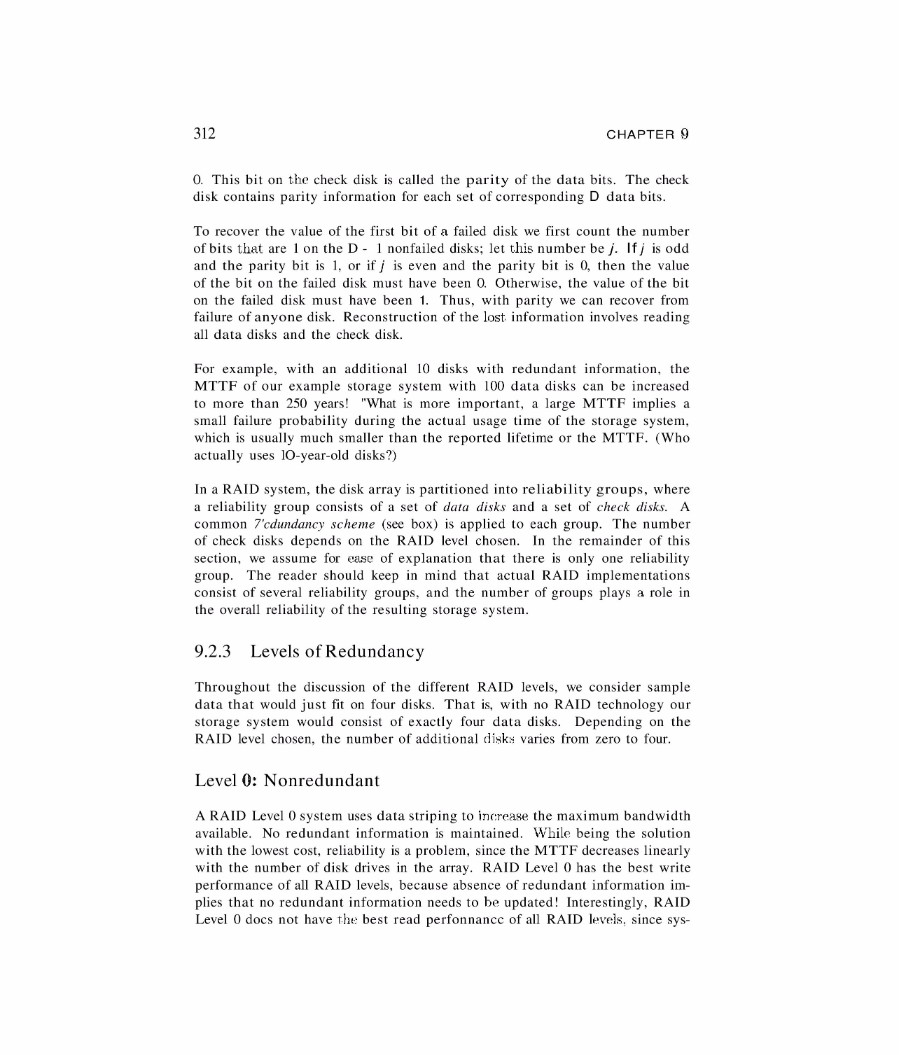 312 CHAPTER 9
0. This bit on the check disk is called the parity of the data bits. The check
disk contains parity information for each set of corresponding D data bits.
To recover the value of the first bit of a failed disk we first count the number
of bits that are 1 on the D - 1 nonfailed disks; let this number be j. If j is odd
and the parity bit is 1, or if j is even and the parity bit is 0, then the value
of the bit on the failed disk must have been 0. Otherwise, the value of the bit
on the failed disk must have been 1. Thus, with parity we can recover from
failure of anyone disk. Reconstruction of the lost information involves reading
all data disks and the check disk.
For example, with an additional 10 disks with redundant information, the
MTTF of our example storage system with 100 data disks can be increased
to more than 250 years! "What is more important, a large MTTF implies a
small failure probability during the actual usage time of the storage system,
which is usually much smaller than the reported lifetime or the MTTF. (Who
actually uses lO-year-old disks?)
In a RAID system, the disk array is partitioned into reliability groups, where
a reliability group consists of a set of data disks and a set of check disks. A
common 7'cdundancy scheme (see box) is applied to each group. The number
of check disks depends on the RAID level chosen. In the remainder of this
section, we assume for ease of explanation that there is only one reliability
group. The reader should keep in mind that actual RAID implementations
consist of several reliability groups, and the number of groups plays a role in
the overall reliability of the resulting storage system.
9.2.3 Levels of Redundancy
Throughout the discussion of the different RAID levels, we consider sample
data that would just fit on four disks. That is, with no RAID technology our
storage system would consist of exactly four data disks. Depending on the
RAID level chosen, the number of additional disks varies from zero to four.
Level 0: Nonredundant
A RAID Level 0 system uses data striping to increase the maximum bandwidth
available. No redundant information is maintained. While being the solution
with the lowest cost, reliability is a problem, since the MTTF decreases linearly
with the number of disk drives in the array. RAID Level 0 has the best write
performance of all RAID levels, because absence of redundant information im-
plies that no redundant information needs to be updated! Interestingly, RAID
Level 0 docs not have the best read perfonnancc of all RAID levels, since sys-